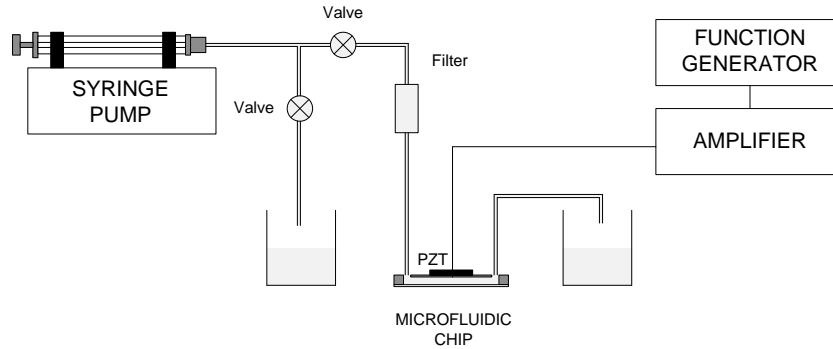 Valve
FUNCTION
GENERATOR
Filter
SYRINGE
PUMP
Valve
AMPLIFIER
PZT
MICROFLUIDIC
CHIP